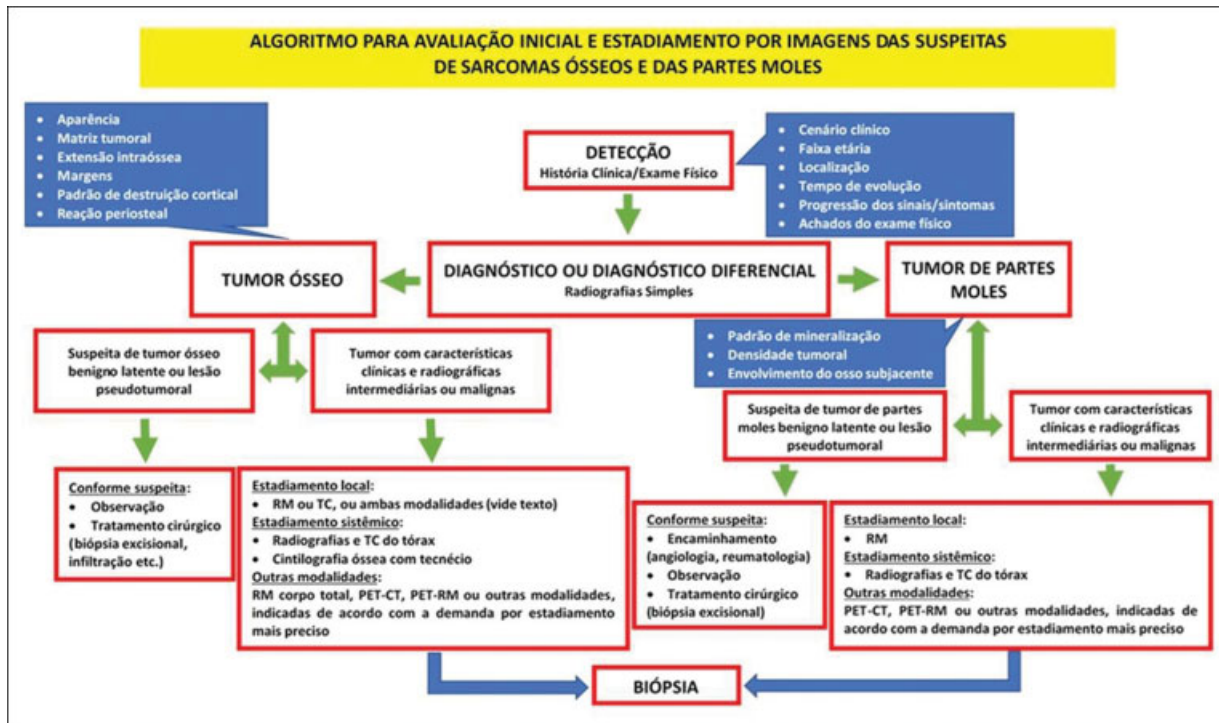 ALGORITMO PARA AVALIAÇÃO INICIAL E ESTADIAMENTO POR IMAGENS DAS SUSPEITAS
DE SARCOMAS ÓSSEOS E DAS PARTES MOLES
• Aparência
• Matriz tumoral
• Extensão intraóssea
• Margens
• Padrão de destruição cortical
• Reação periosteal
DETECÇÃO
História Clínica/Exame Físico
• Cenário clínico
• Faixa etária
• Localização
• Tempo de evolução
• Progressão dos sinais/sintomas
• Achados do exame físico
TUMOR ÓSSEO
DIAGNÓSTICO OU DIAGNÓSTICO DIFERENCIAL
Radiografias Simples
TUMOR DE PARTES
MOLES
• Padrão de mineralização
• Densidade tumoral
• Envolvimento do osso subjacente
Suspeita de tumor ósseo
benigno latente ou lesão
pseudotumoral
Tumor com características
clínicas e radiográficas
intermediárias ou malignas
Suspeita de tumor de partes
moles benigno latente ou lesão
pseudotumoral
Tumor com características
clínicas e radiográficas
intermediárias ou malignas
Conforme suspeita:
• Observação
• Tratamento cirúrgico
(biópsia excisional,
infiltração etc.)
Estadiamento local:
• RM ou TC, ou ambas modalidades (vide texto)
Estadiamento sistêmico:
• Radiografias e TC do tórax
• Cintilografia óssea com tecnécio
Outras modalidades:
RM corpo total, PET-CT, PET-RM ou outras modalidades,
indicadas de acordo com a demanda por estadiamento
mais preciso
Conforme suspeita:
• Encaminhamento
(angiologia, reumatologia)
• Observação
• Tratamento cirúrgico
(biópsia excisional)
Estadiamento local:
• RM
Estadiamento sistêmico:
• Radiografias e TC do tórax
Outras modalidades:
PET-CT, PET-RM ou outras modalidades, indicadas de
acordo com a demanda por estadiamento mais preciso
BIÓPSIA